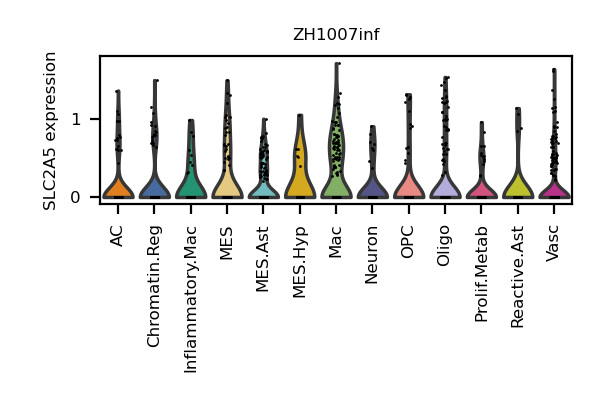 ZH1007inf
SLC2A5 expression
1
0
AC
Chromatin.Reg
Inflammatory.Mac
MES
MES.Ast
MES.Hyp
Mac
Neuron
OPC
Oligo
Prolif.Metab
Reactive.Ast
Vasc